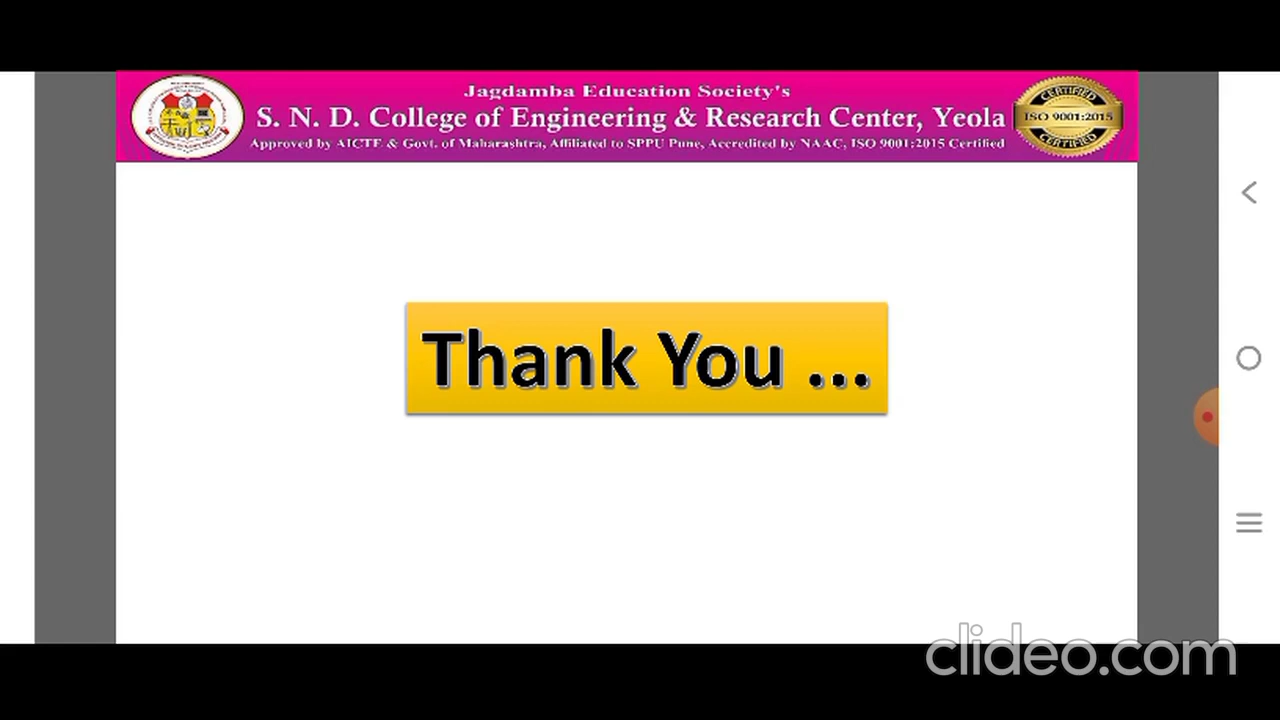 Jagdamba Education Society's
S. N. D. College of Engineering & Research Center, Yeola
Approved by AICTE & Govt. of Maharashtra, Affiliated to SPPU Pune, Accredited by NAAC, ISO 9001:2015 Certified
CERTIFIED
ISO 9001:2015
CERTIFIED
Thank You ...
clideo.com